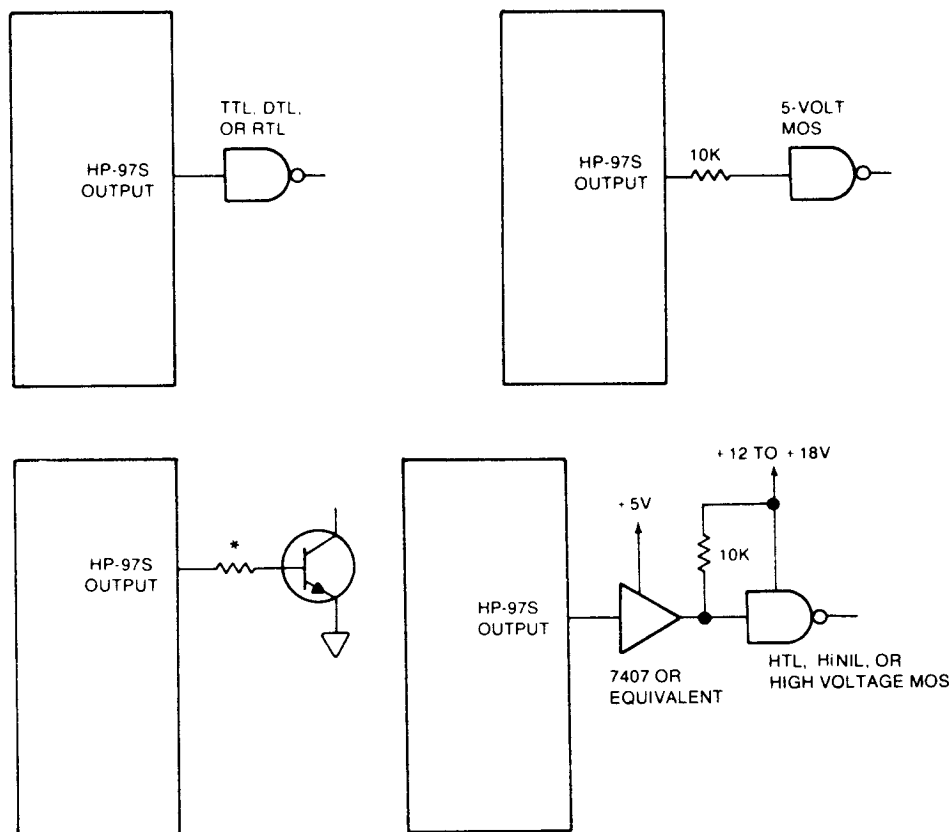 TTL, DTL,
OR RTL
HP-97S
OUTPUT
5-VOLT
MOS
10K
HP-97S
OUTPUT
*
HP-97S
OUTPUT
+12 TO +18V
+5V
10K
HP-97S
OUTPUT
7407 OR
EQUIVALENT
HTL, HiNIL, OR
HIGH VOLTAGE MOS